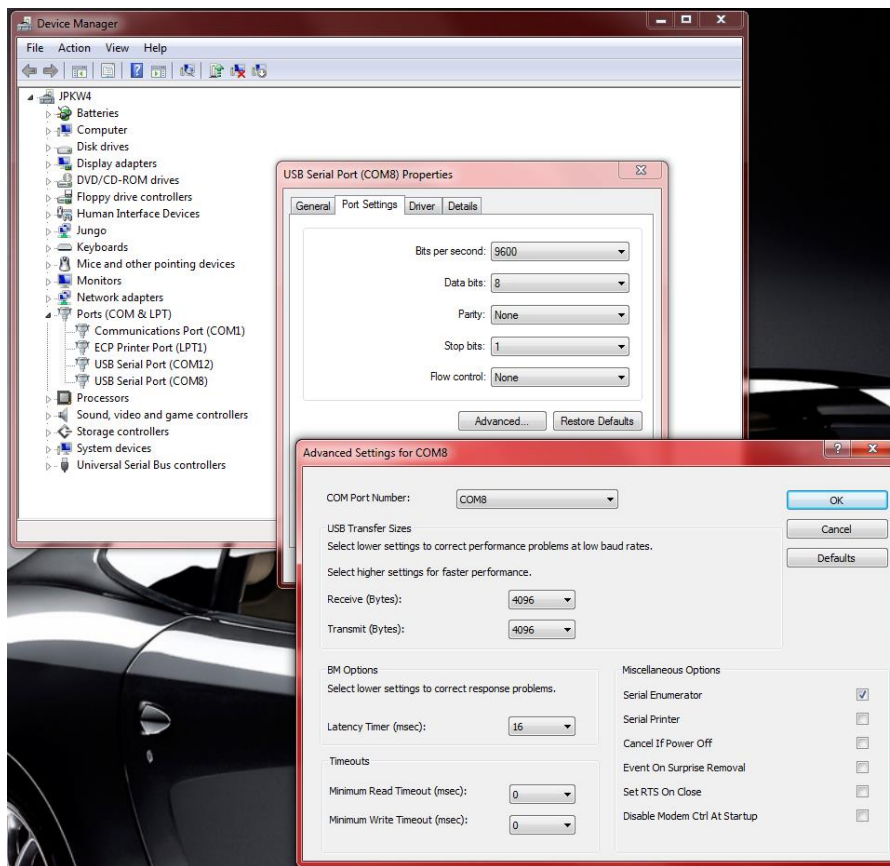 Device Manager
File Action View Help
JPKW4
Batteries
Computer
Disk drives
Display adapters
DVD/CD-ROM drives
Floppy drive controllers
Human Interface Devices
Jungo
Keyboards
Mice and other pointing devices
Monitors
Network adapters
Ports (COM & LPT)
Communications Port (COM1)
ECP Printer Port (LPT1)
USB Serial Port (COM12)
USB Serial Port (COM8)
Processors
Sound, video and game controllers
Storage controllers
System devices
Universal Serial Bus controllers
USB Serial Port (COM8) Properties
General Port Settings Driver Details
Bits per second: 9600
Data bits: 8
Parity: None
Stop bits: 1
Flow control: None
Advanced... Restore Defaults
Advanced Settings for COM8
COM Port Number: COM8
OK
USB Transfer Sizes
Cancel
Select lower settings to correct performance problems at low baud rates.
Defaults
Select higher settings for faster performance.
Receive (Bytes): 4096
Transmit (Bytes): 4096
BM Options
Select lower settings to correct response problems.
Latency Timer (msec): 16
Timeouts
Minimum Read Timeout (msec): 0
Minimum Write Timeout (msec): 0
Miscellaneous Options
Serial Enumerator
Serial Printer
Cancel If Power Off
Event On Surprise Removal
Set RTS On Close
Disable Modem Ctrl At Startup